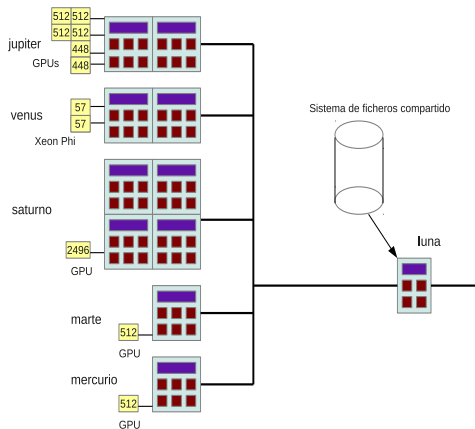 512 512
512 512
jupiter
448
GPUs
448
venus
57
57
Xeon Phi
Sistema de ficheros compartido
saturno
luna
2496
GPU
marte
512
GPU
mercurio
512
GPU